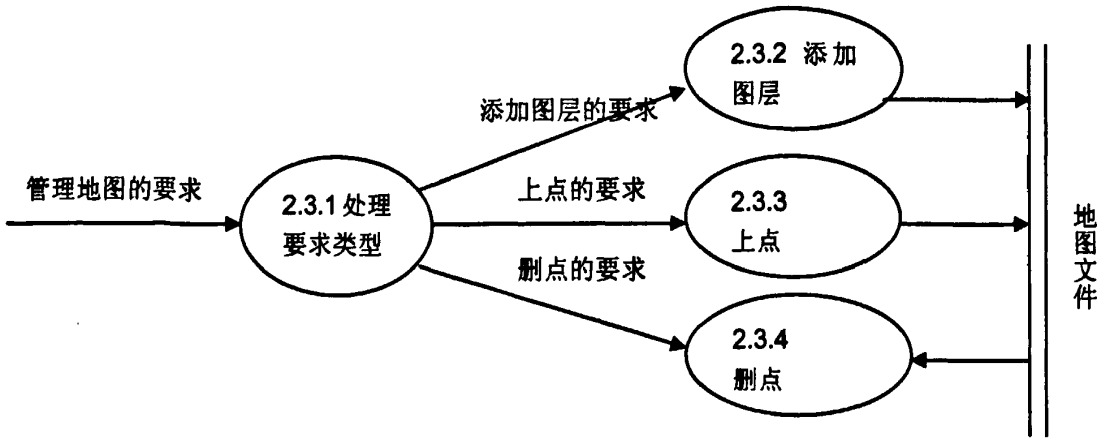 2.3.2 添加
图层
添加图层的要求
管理地图的要求
2.3.1处理
要求类型
上点的要求
2.3.3
上点
删点的要求
2.3.4
删点
地图文件